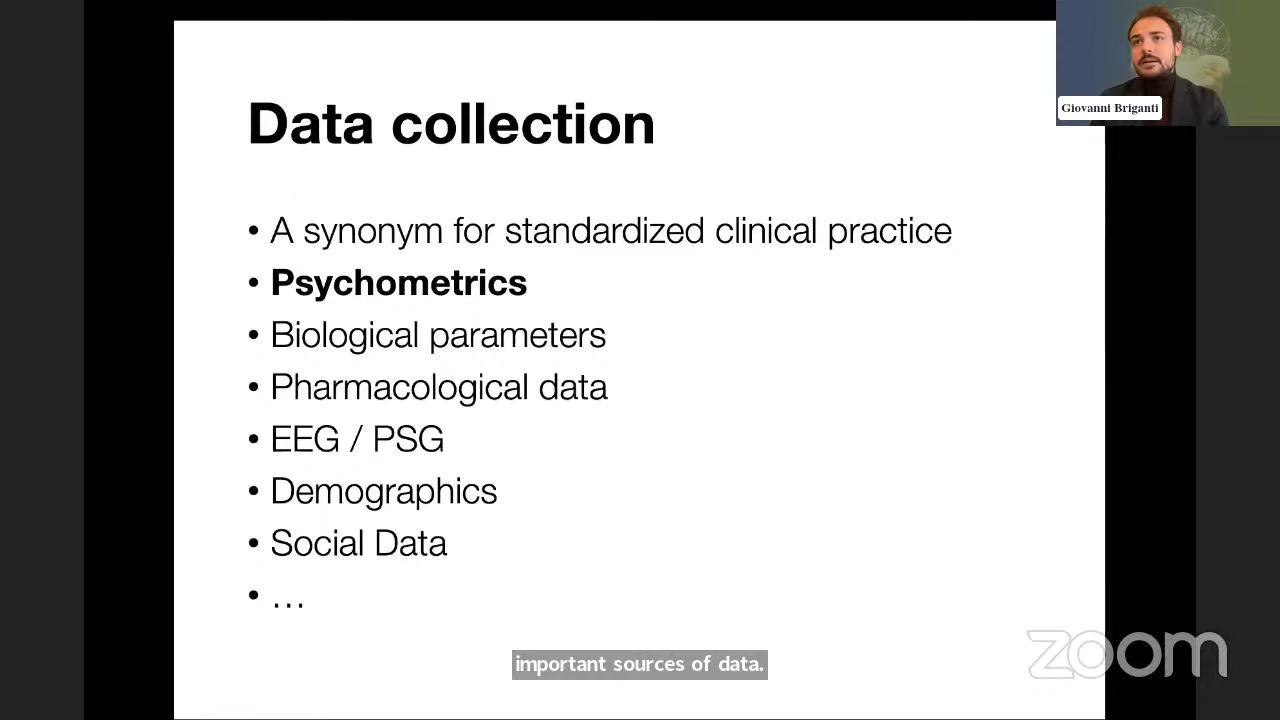 Data collection
• A synonym for standardized clinical practice
• Psychometrics
• Biological parameters
• Pharmacological data
• EEG / PSG
• Demographics
• Social Data
• …
Giovanni Briganti
important sources of data.
zoom